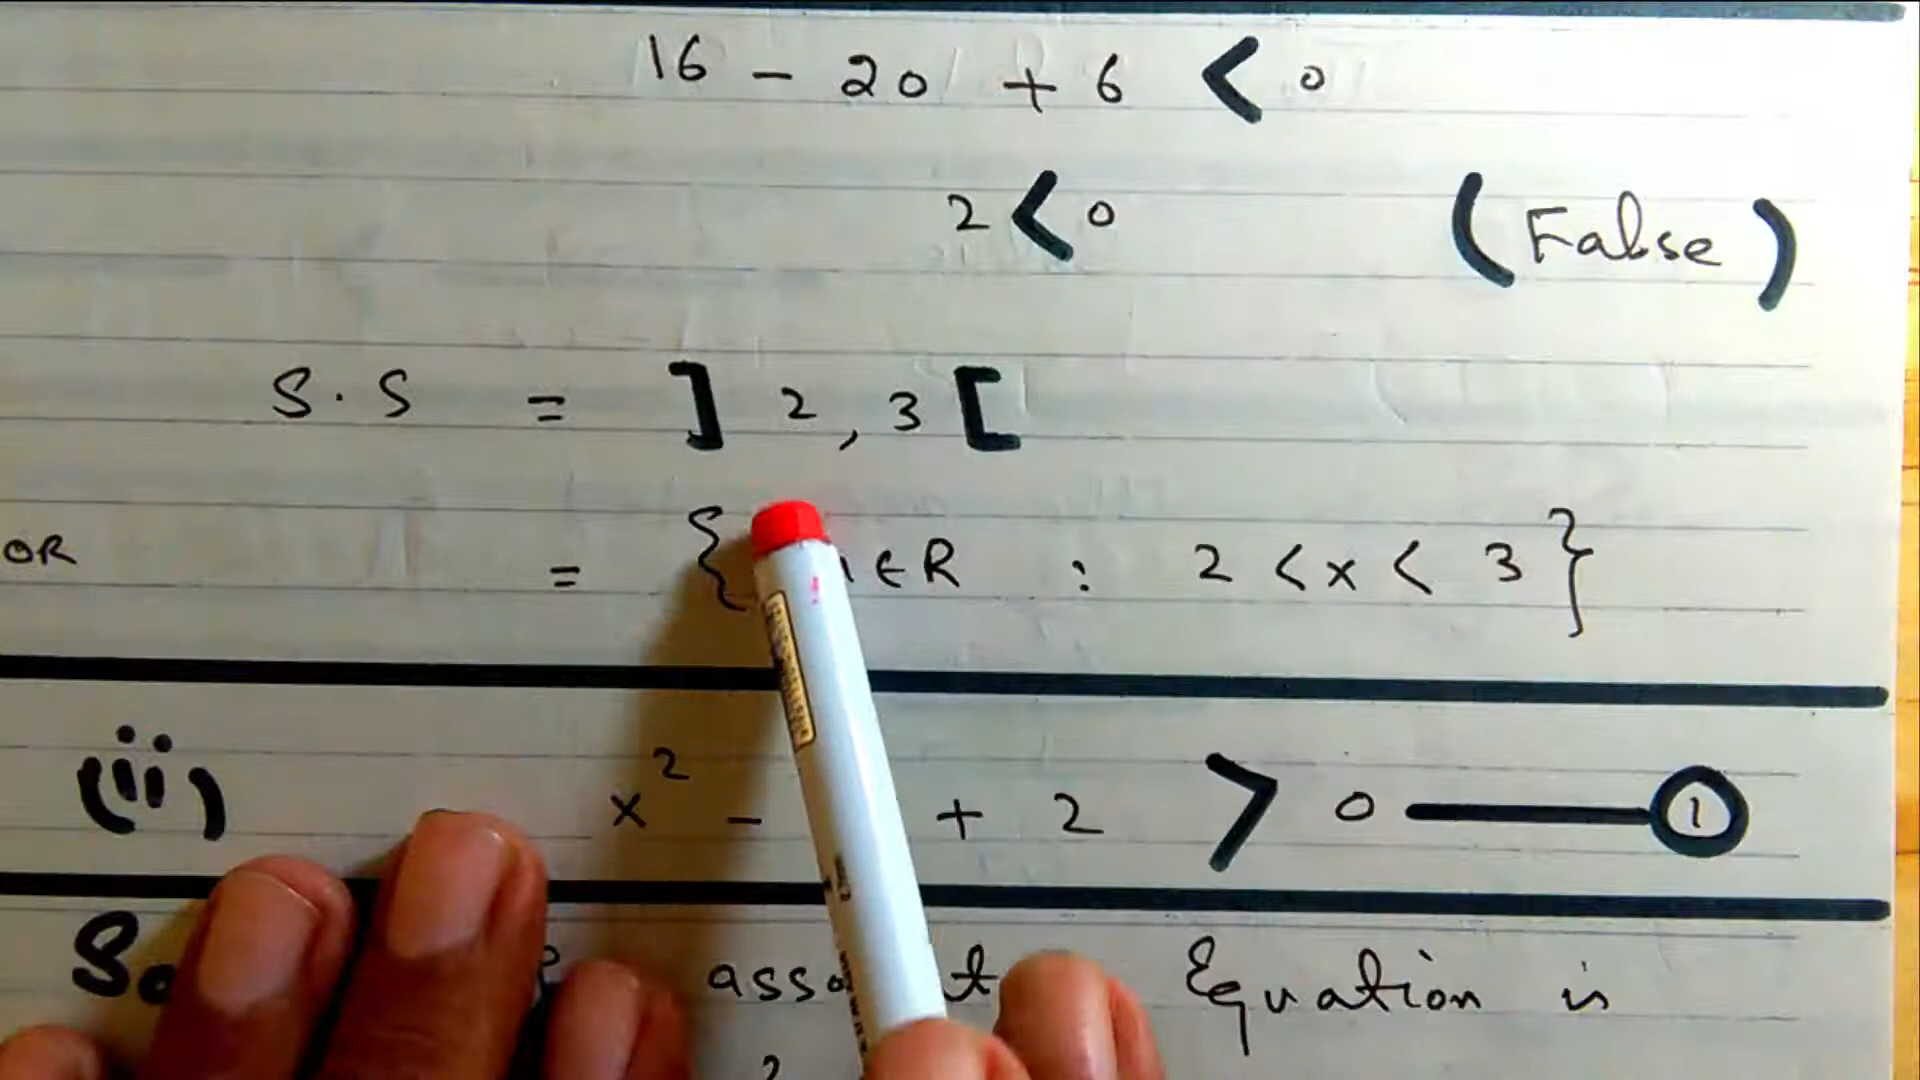 16 - 20 + 6 < 0
2 < 0 (False)
S.S = ] 2, 3 [
OR = { ∈ R : 2 < x < 3 }
(ii) x² - + 2 > 0 — 1
Equation is
2